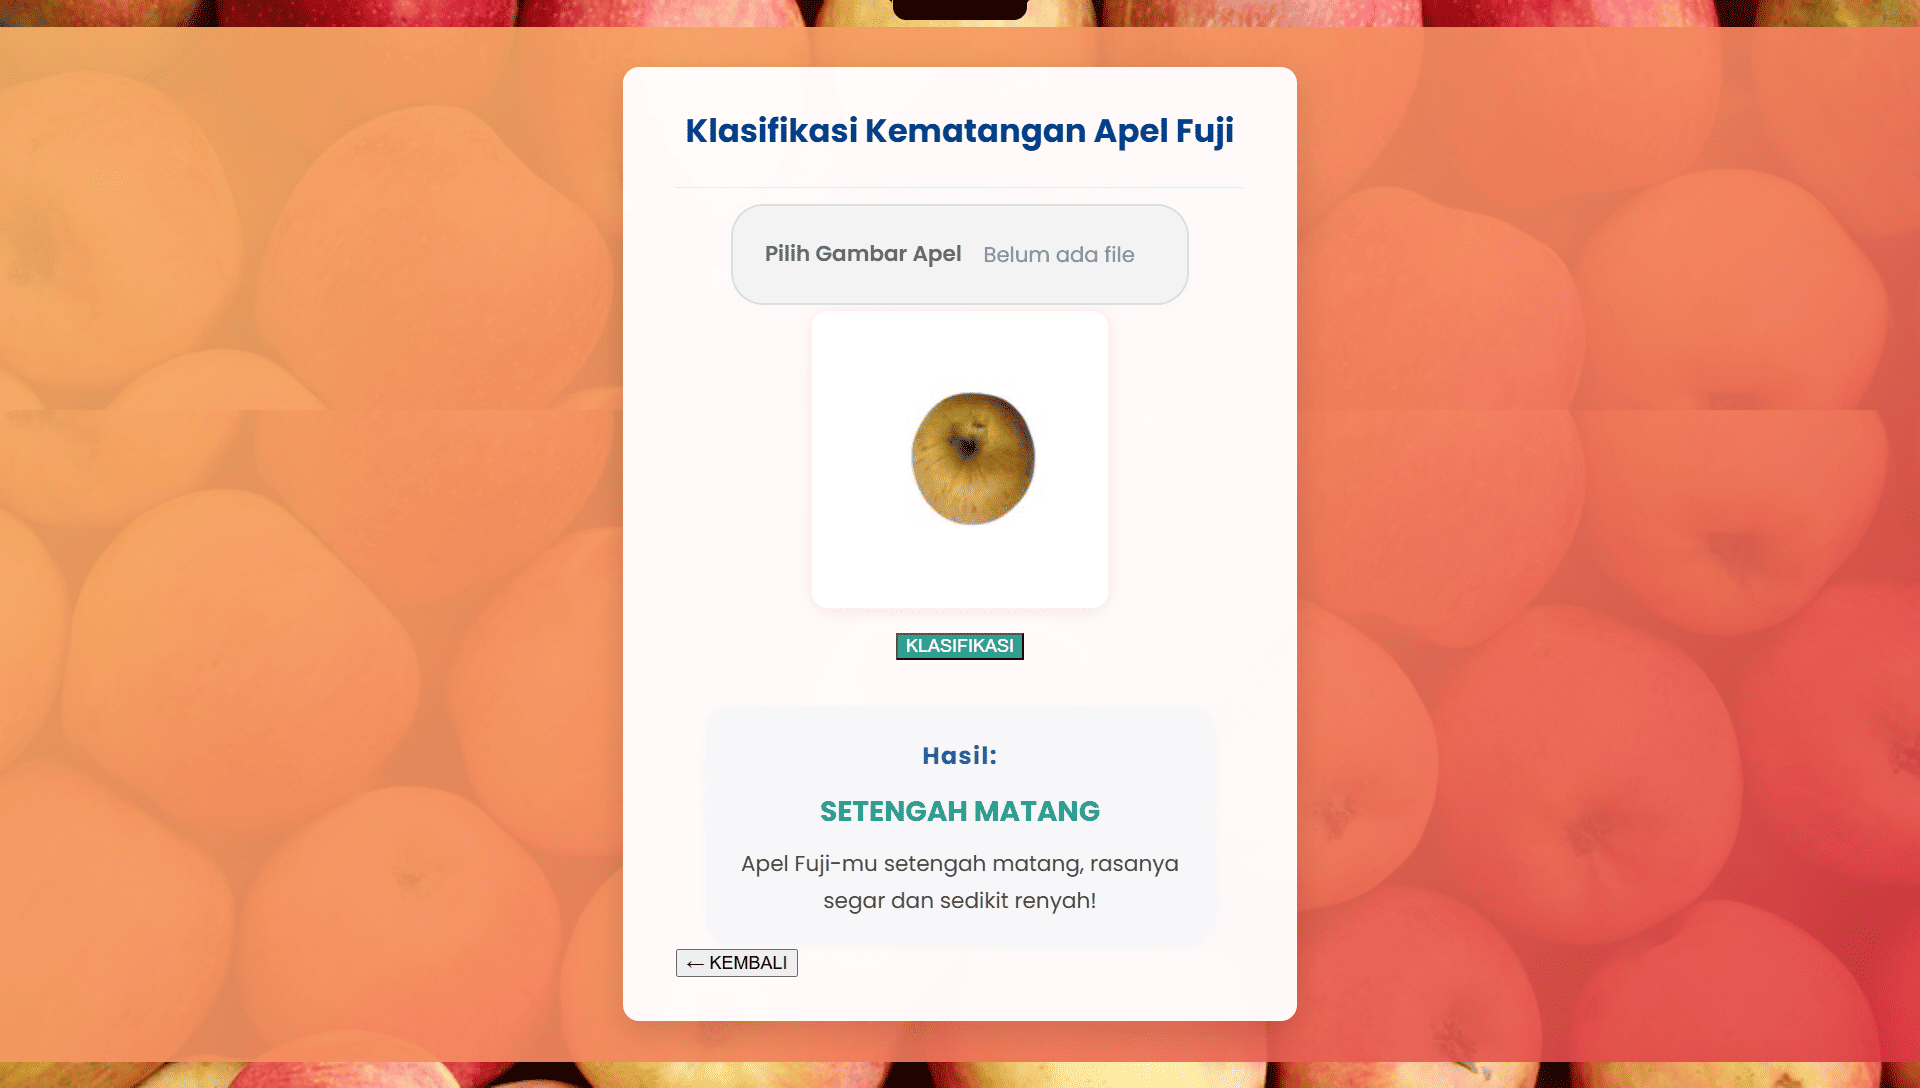 Klasifikasi Kematangan Apel Fuji
Pilih Gambar Apel Belum ada file
KLASIFIKASI
Hasil:
SETENGAH MATANG
Apel Fuji-mu setengah matang, rasanya
segar dan sedikit renyah!
← KEMBALI